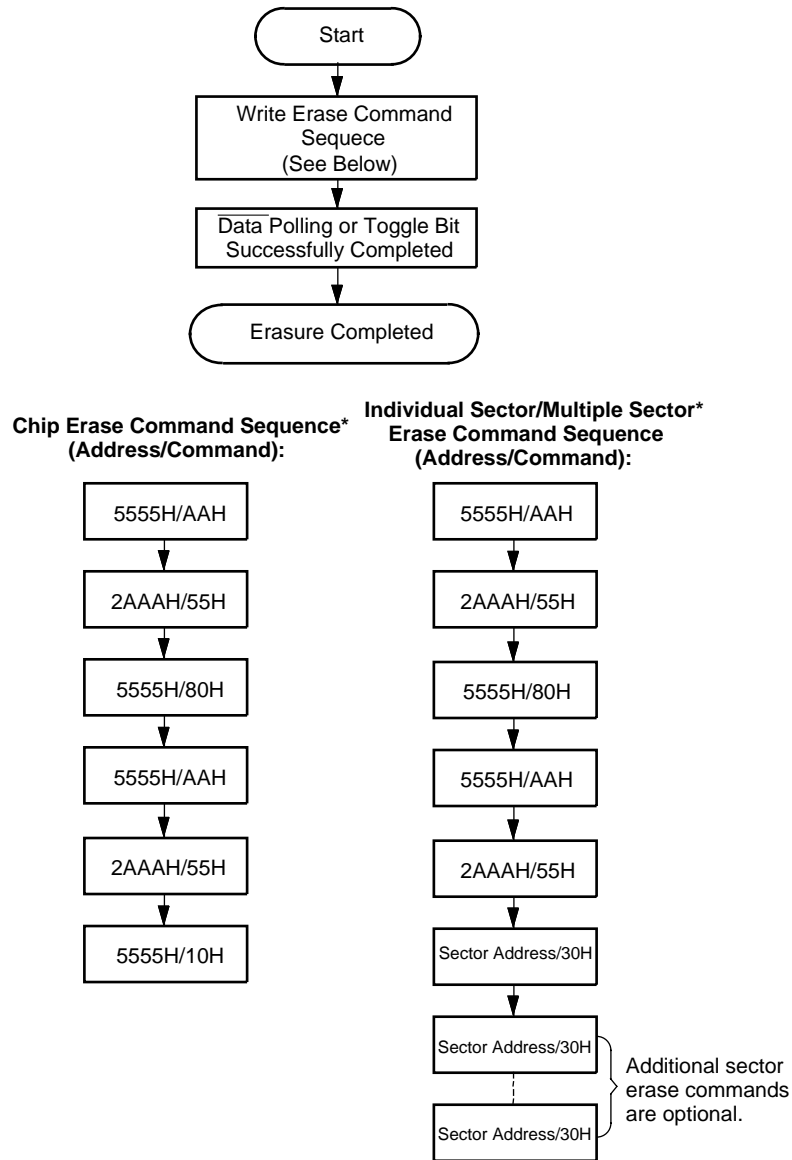 Start
Write Erase Command
Sequece
(See Below)
Data Polling or Toggle Bit
Successfully Completed
Erasure Completed
Chip Erase Command Sequence*
(Address/Command):
5555H/AAH
2AAAH/55H
5555H/80H
5555H/AAH
2AAAH/55H
5555H/10H
Individual Sector/Multiple Sector*
Erase Command Sequence
(Address/Command):
5555H/AAH
2AAAH/55H
5555H/80H
5555H/AAH
2AAAH/55H
Sector Address/30H
Sector Address/30H
Sector Address/30H
Additional sector
erase commands
are optional.